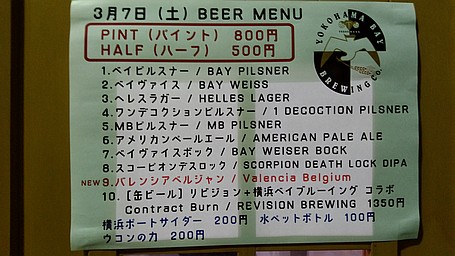 3月7日（土）BEER MENU
PINT（パイント）800円
HALF（ハーフ）500円
YOKOHAMA BAY
BREWING CO.
1.ベイピルスナー / BAY PILSNER
2.ベイヴァイス / BAY WEISS
3.ヘレスラガー / HELLES LAGER
4.ワンデコクションピルスナー / 1 DECOCTION PILSNER
5.MBピルスナー / MB PILSNER
6.アメリカンペールエール / AMERICAN PALE ALE
7.ベイヴァイスボック / BAY WEISER BOCK
8.スコーピオンデスロック / SCORPION DEATH LOCK DIPA
NEW 9.バレンシアベルジャン / Valencia Belgium
10.［缶ビール］リビジョン＋横浜ベイブルーイング コラボ
Contract Burn / REVISION BREWING 1350円
横浜ポートサイダー 200円 水ペットボトル 100円
ウコンの力 200円